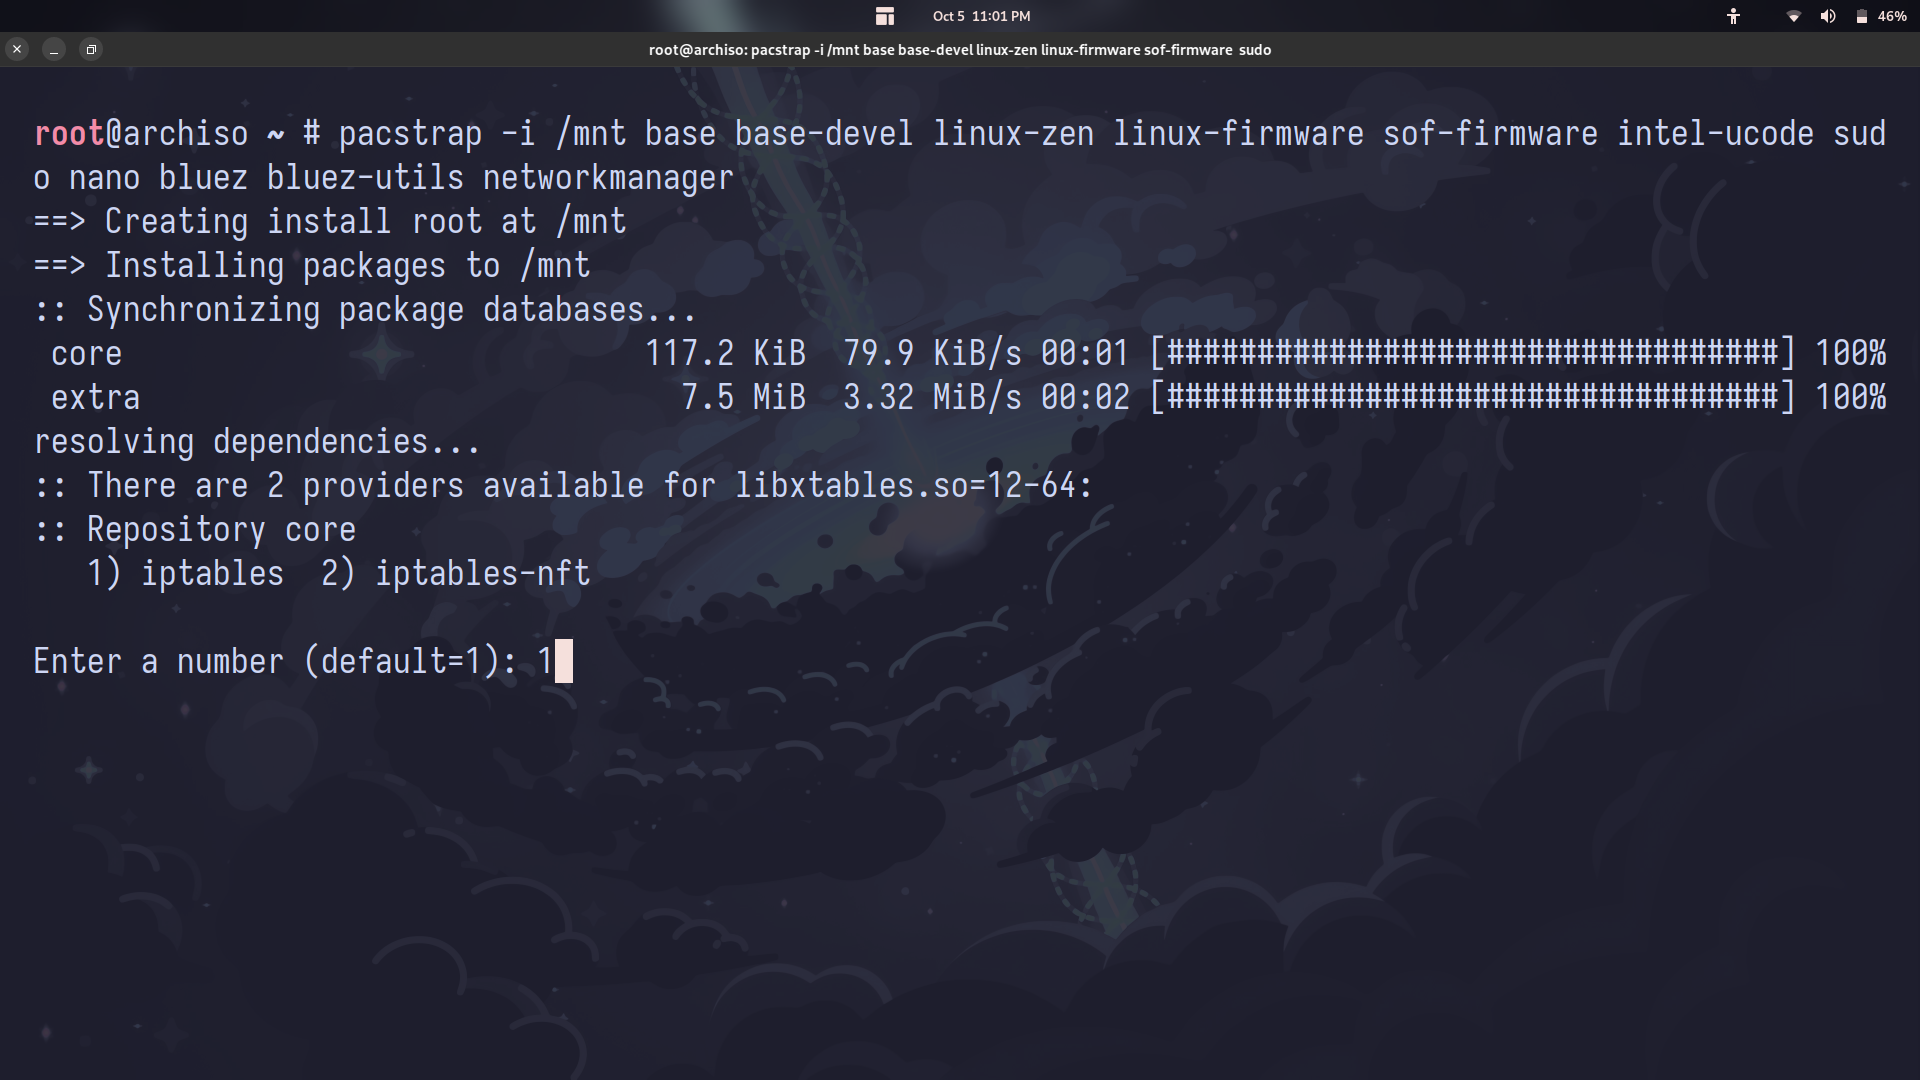 Oct 5 11:01 PM
46%
root@archiso: pacstrap -i /mnt base base-devel linux-zen linux-firmware sof-firmware sudo
root@archiso ~ # pacstrap -i /mnt base base-devel linux-zen linux-firmware sof-firmware intel-ucode sud
o nano bluez bluez-utils networkmanager
==> Creating install root at /mnt
==> Installing packages to /mnt
:: Synchronizing package databases...
core 117.2 KiB 79.9 KiB/s 00:01 [##################################] 100%
extra 7.5 MiB 3.32 MiB/s 00:02 [##################################] 100%
resolving dependencies...
:: There are 2 providers available for libxtables.so=12-64:
:: Repository core
1) iptables 2) iptables-nft
Enter a number (default=1): 1